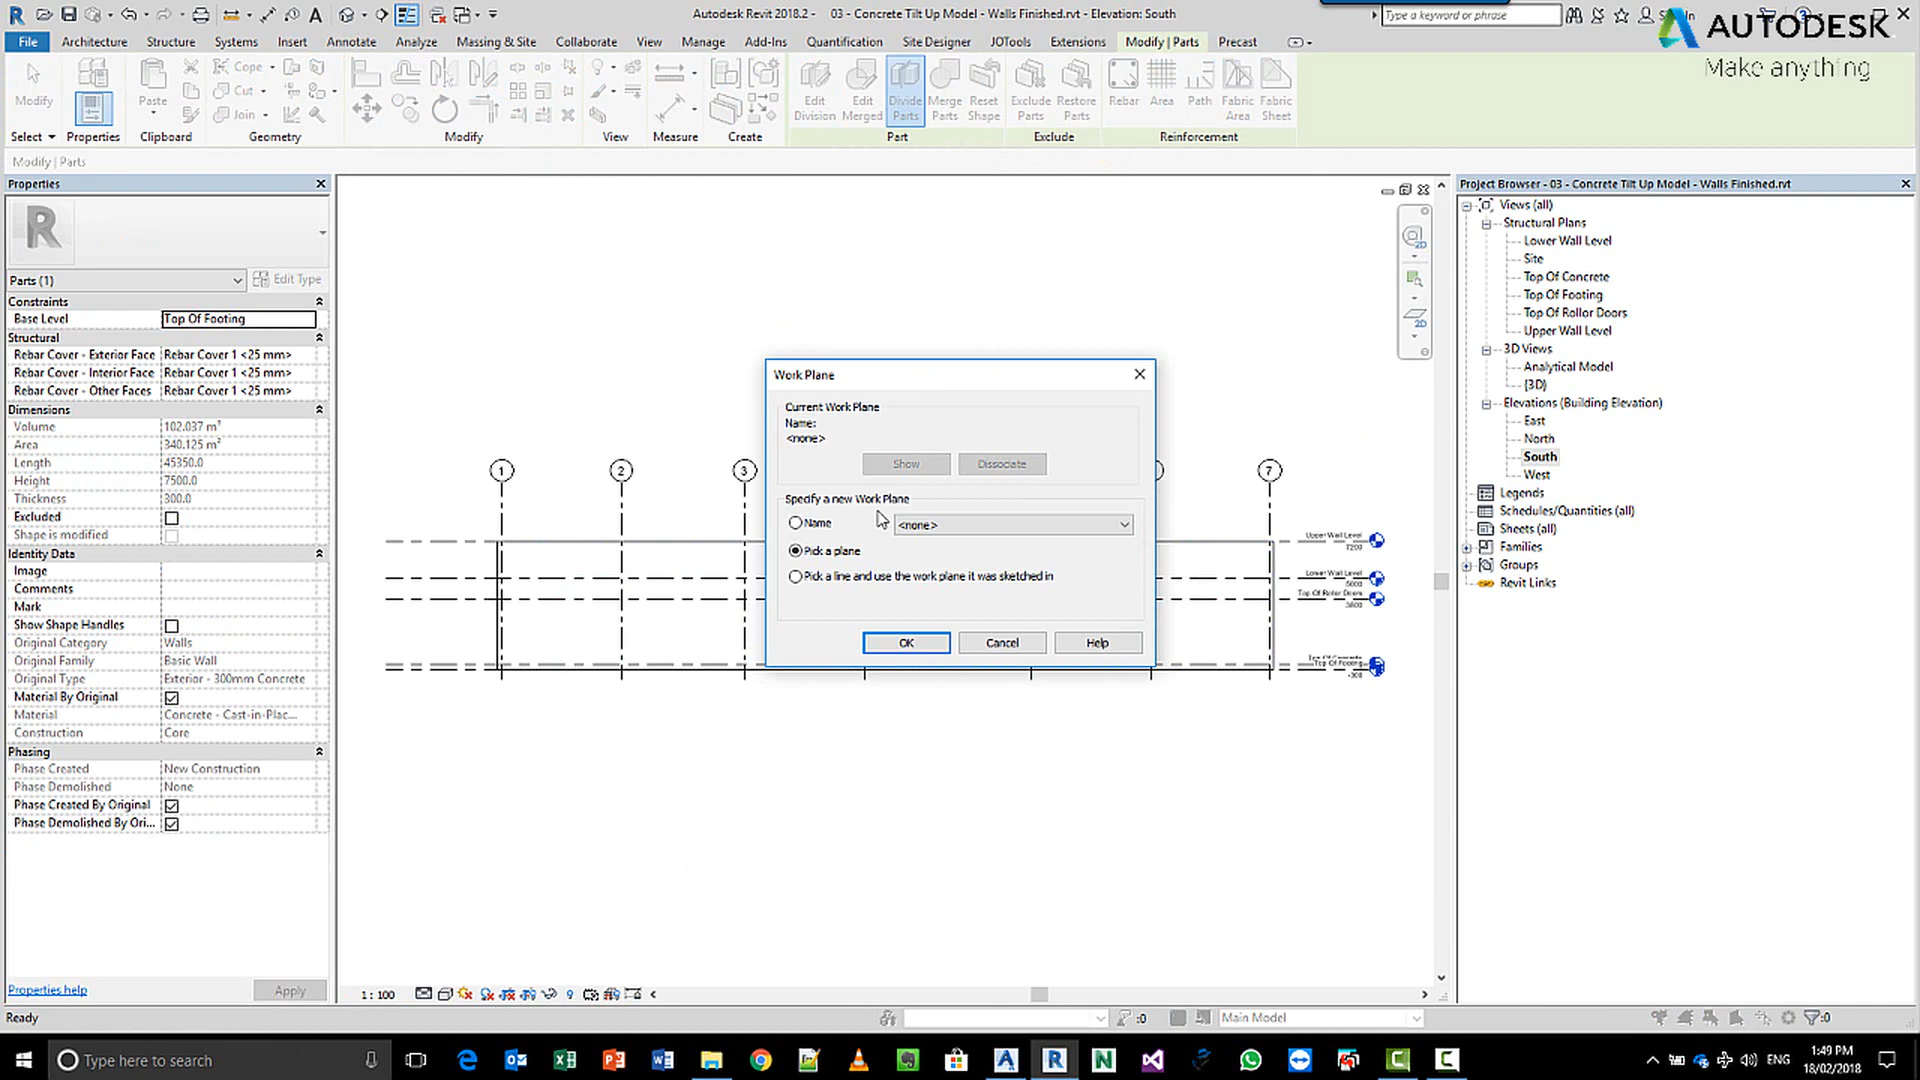 Autodesk Revit 2018.2 - 03 - Concrete Tilt Up Model - Walls Finished.rvt - Elevation: South
Type a keyword or phrase
AUTODESK
Make anything
File Architecture Structure Systems Insert Annotate Analyze Massing & Site Collaborate View Manage Add-Ins Quantification Site Designer JOTools Extensions Modify | Parts Precast
Modify
Paste
Cope
Cut
Join
Edit Division
Edit Merged
Divide Parts
Merge Parts
Reset Shape
Exclude Parts
Restore Parts
Rebar
Area
Path
Fabric Area
Fabric Sheet
Select Properties Clipboard Geometry Modify View Measure Create Part Exclude Reinforcement
Modify | Parts
Properties
R
Parts (1)
Edit Type
Constraints
Base Level Top Of Footing
Structural
Rebar Cover - Exterior Face Rebar Cover 1 <25 mm>
Rebar Cover - Interior Face Rebar Cover 1 <25 mm>
Rebar Cover - Other Faces Rebar Cover 1 <25 mm>
Dimensions
Volume 102.037 m³
Area 340.125 m²
Length 45350.0
Height 7500.0
Thickness 300.0
Excluded
Shape is modified
Identity Data
Image
Comments
Mark
Show Shape Handles
Original Category Walls
Original Family Basic Wall
Original Type Exterior - 300mm Concrete
Material By Original
Material Concrete - Cast-in-Plac...
Construction Core
Phasing
Phase Created New Construction
Phase Demolished None
Phase Created By Original
Phase Demolished By Ori...
Properties help
Apply
1 2 3 7
Upper Wall Level
7200
Lower Wall Level
5000
Top Of Rollor Doors
3800
Top Of Footing
-300
Work Plane
Current Work Plane
Name:
<none>
Show Dissociate
Specify a new Work Plane
Name <none>
Pick a plane
Pick a line and use the work plane it was sketched in
OK Cancel Help
2D
2D
Project Browser - 03 - Concrete Tilt Up Model - Walls Finished.rvt
Views (all)
Structural Plans
Lower Wall Level
Site
Top Of Concrete
Top Of Footing
Top Of Rollor Doors
Upper Wall Level
3D Views
Analytical Model
{3D}
Elevations (Building Elevation)
East
North
South
West
Legends
Schedules/Quantities (all)
Sheets (all)
Families
Groups
Revit Links
1 : 100
Ready
:0
Main Model
:0
Type here to search
ENG
1:49 PM
18/02/2018